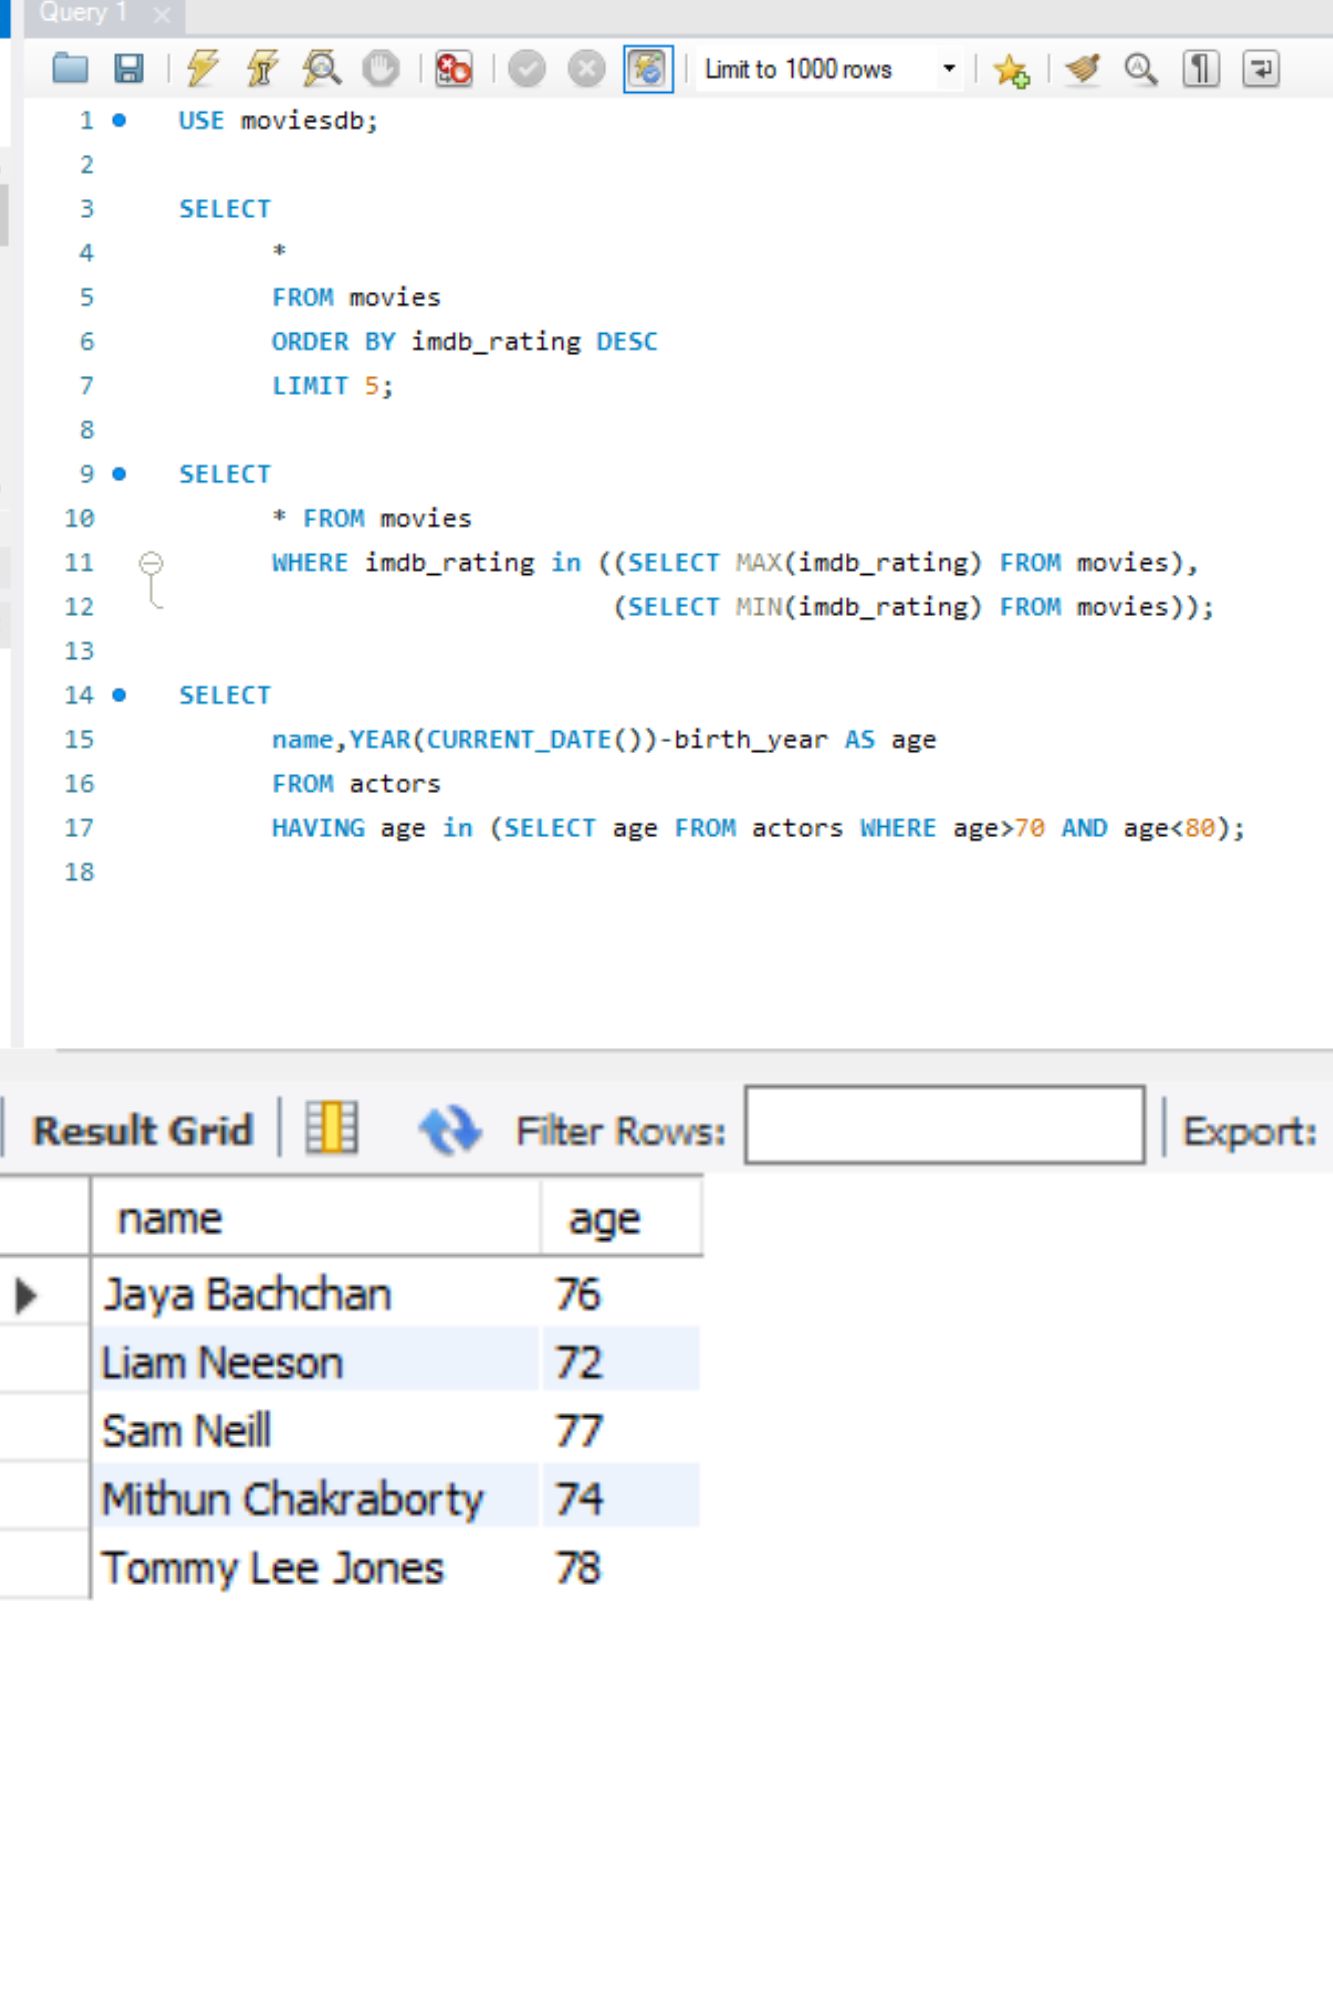 Query 1
Limit to 1000 rows
1 USE moviesdb;
2
3 SELECT
4 *
5 FROM movies
6 ORDER BY imdb_rating DESC
7 LIMIT 5;
8
9 SELECT
10 * FROM movies
11 WHERE imdb_rating in ((SELECT MAX(imdb_rating) FROM movies),
12 (SELECT MIN(imdb_rating) FROM movies));
13
14 SELECT
15 name,YEAR(CURRENT_DATE())-birth_year AS age
16 FROM actors
17 HAVING age in (SELECT age FROM actors WHERE age>70 AND age<80);
18
Result Grid Filter Rows: Export:
name age
Jaya Bachchan 76
Liam Neeson 72
Sam Neill 77
Mithun Chakraborty 74
Tommy Lee Jones 78